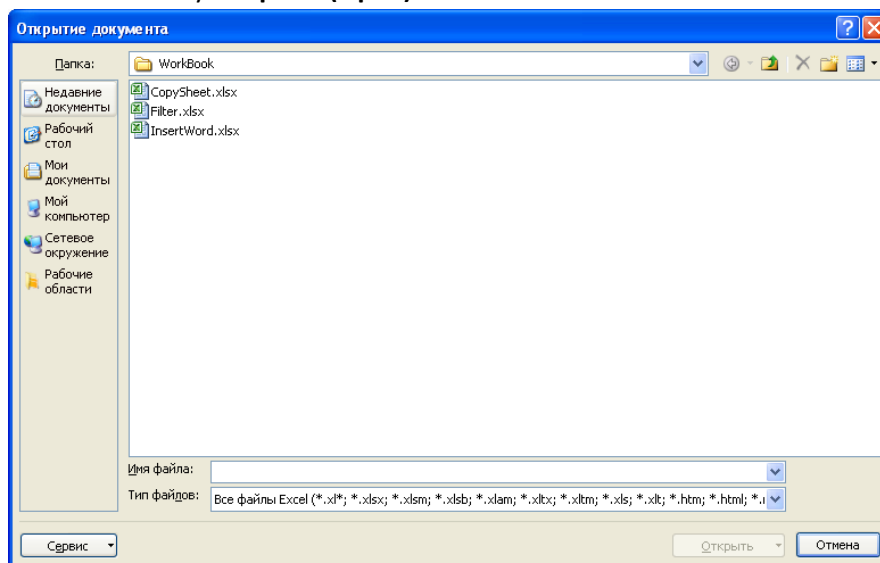 Открытие документа
Папка:
WorkBook
Недавние
документы
Рабочий
стол
Мои
документы
Мой
компьютер
Сетевое
окружение
Рабочие
области
CopySheet.xlsx
Filter.xlsx
InsertWord.xlsx
Имя файла:
Тип файлов:
Все файлы Excel (*.xl*; *.xlsx; *.xlsm; *.xlsb; *.xlam; *.xltx; *.xltm; *.xls; *.xlt; *.htm; *.html;
Сервис
Открыть
Отмена